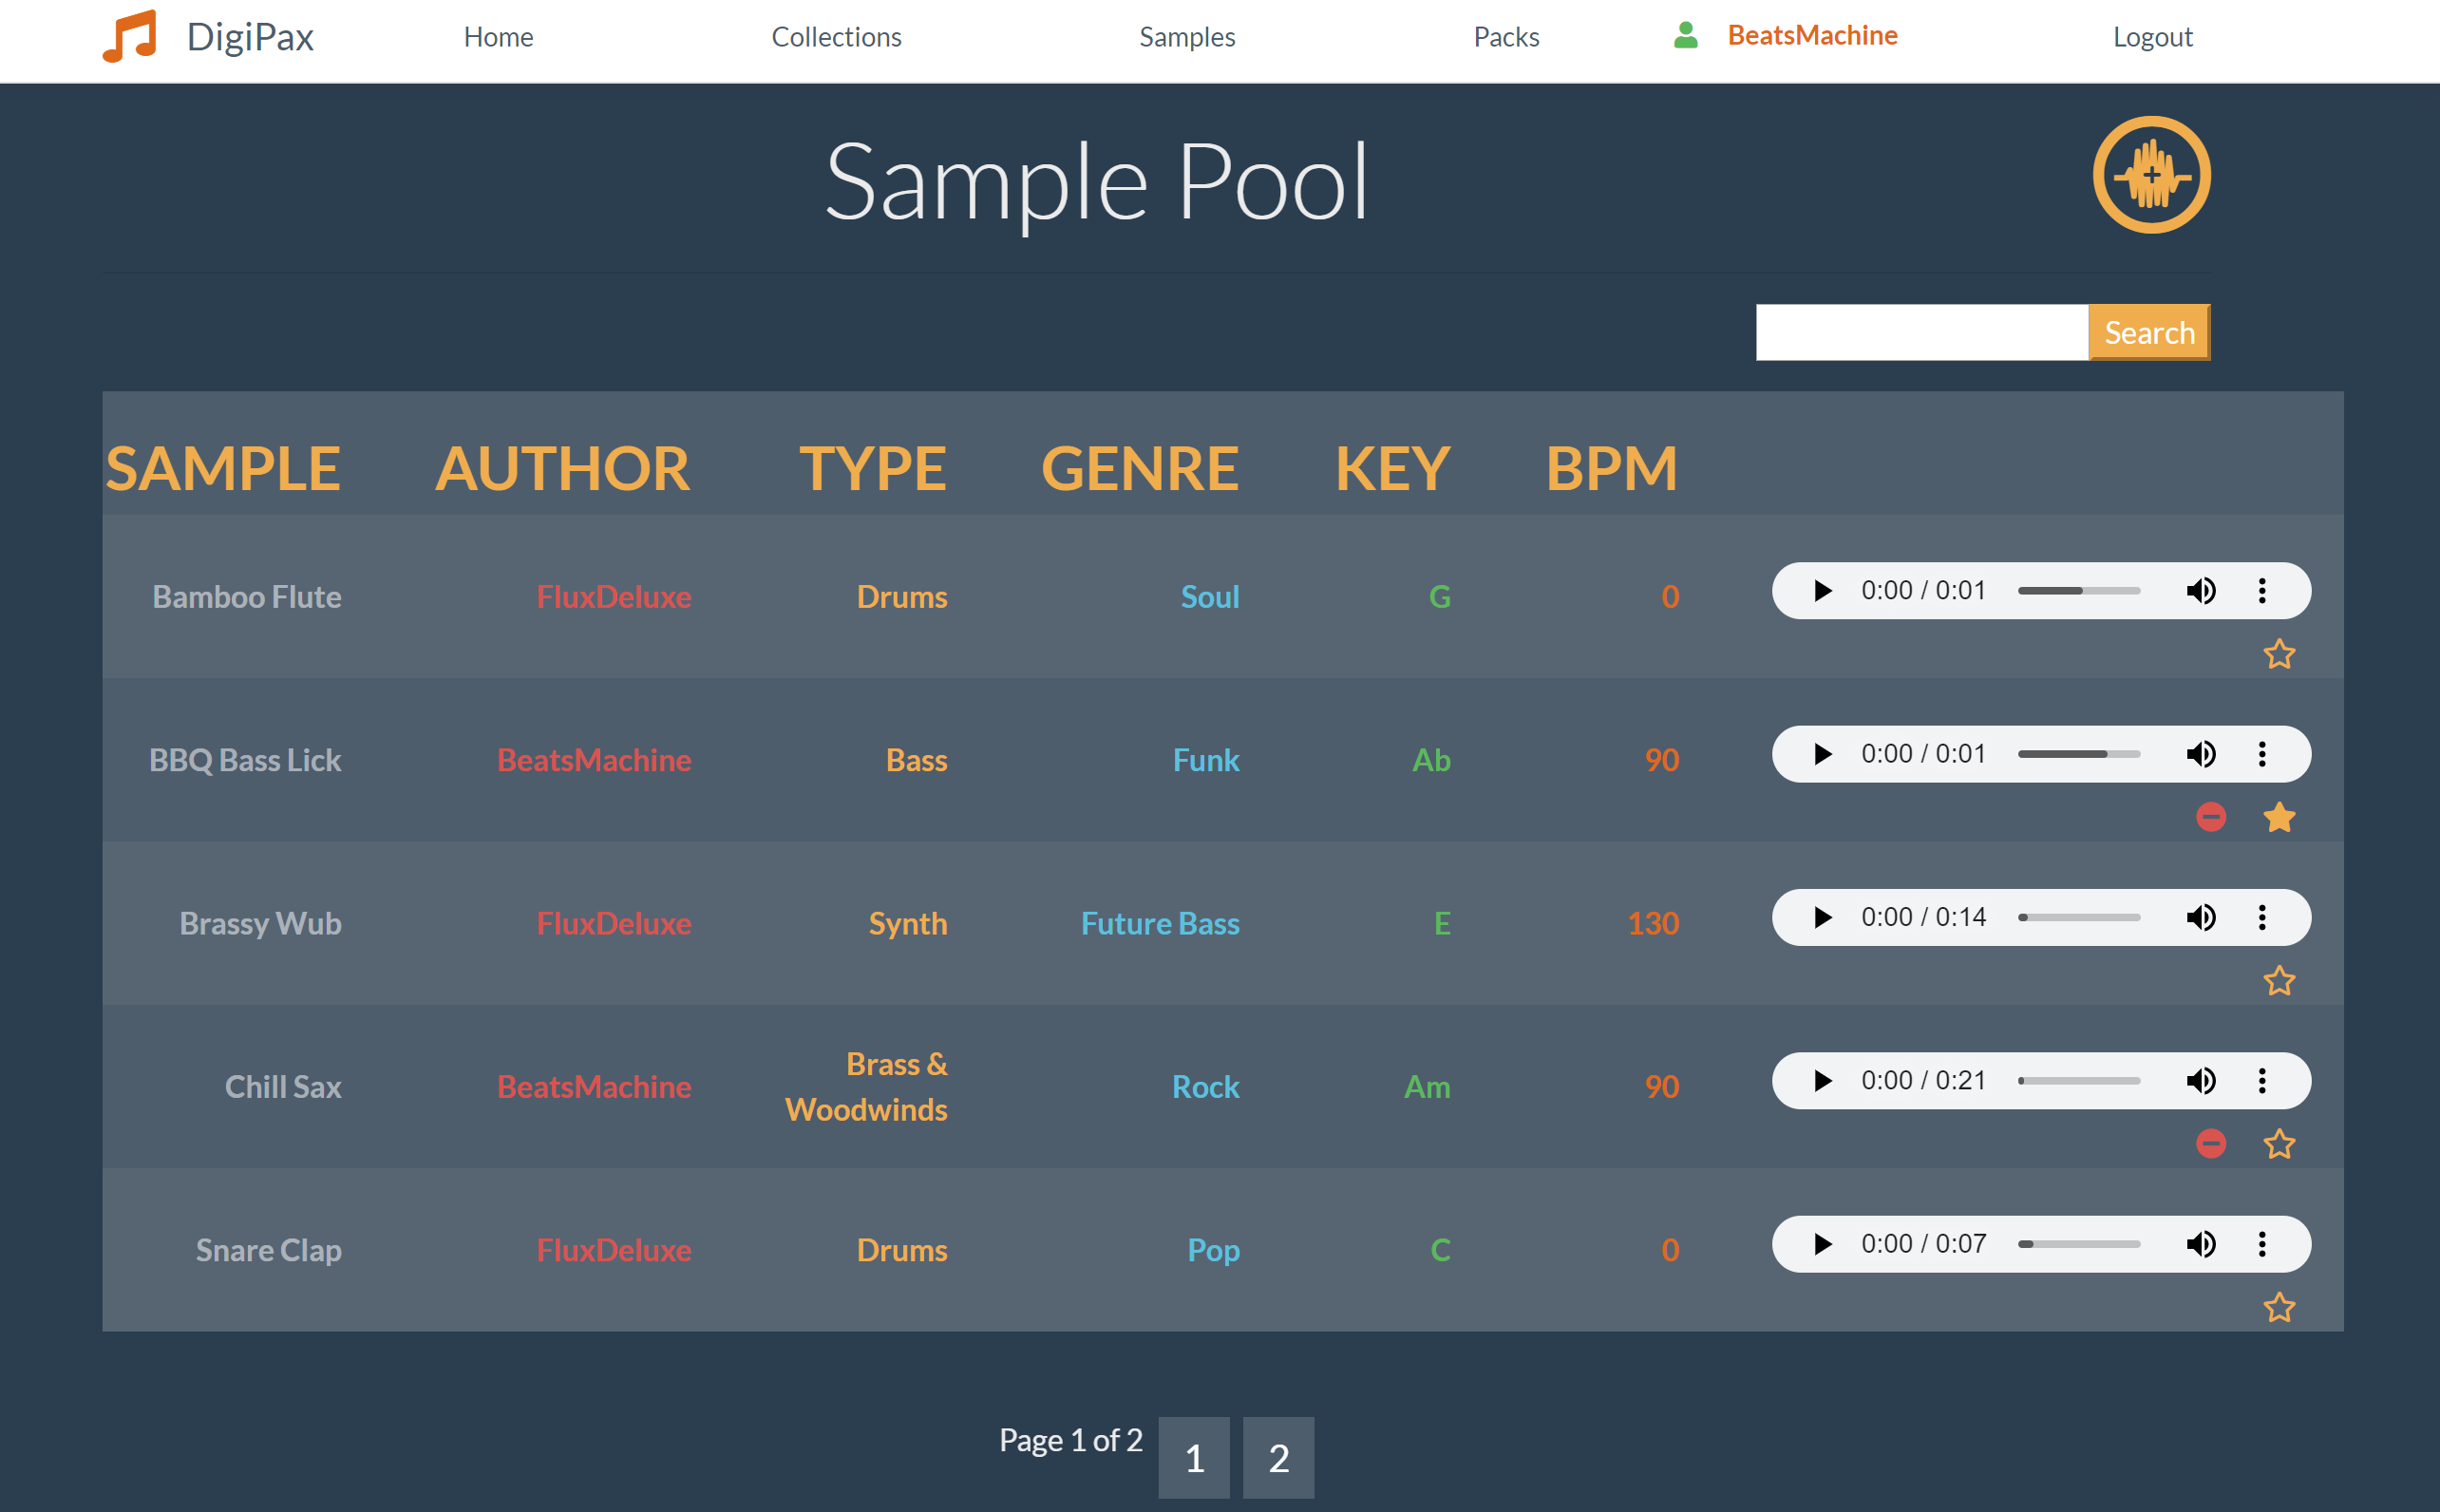 DigiPax Home Collections Samples Packs BeatsMachine Logout
Sample Pool
Search
SAMPLE AUTHOR TYPE GENRE KEY BPM
Bamboo Flute FluxDeluxe Drums Soul G 0 0:00 / 0:01
BBQ Bass Lick BeatsMachine Bass Funk Ab 90 0:00 / 0:01
Brassy Wub FluxDeluxe Synth Future Bass E 130 0:00 / 0:14
Chill Sax BeatsMachine Brass & Woodwinds Rock Am 90 0:00 / 0:21
Snare Clap FluxDeluxe Drums Pop C 0 0:00 / 0:07
Page 1 of 2 1 2